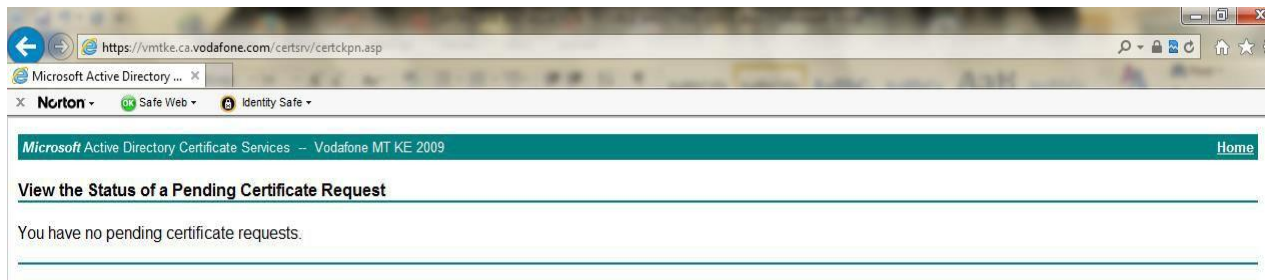 https://vmtke.ca.vodafone.com/certsrv/certckpn.asp
Microsoft Active Directory ...
Norton Safe Web Identity Safe
Microsoft Active Directory Certificate Services -- Vodafone MT KE 2009 Home
View the Status of a Pending Certificate Request
You have no pending certificate requests.